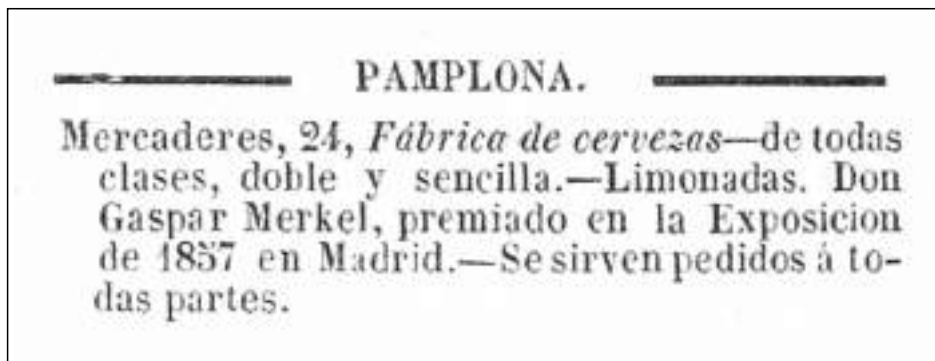 PAMPLONA.
Mercaderes, 24, Fábrica de cervezas—de todas
clases, doble y sencilla.—Limonadas. Don
Gaspar Merkel, premiado en la Exposicion
de 1857 en Madrid.—Se sirven pedidos á to-
das partes.